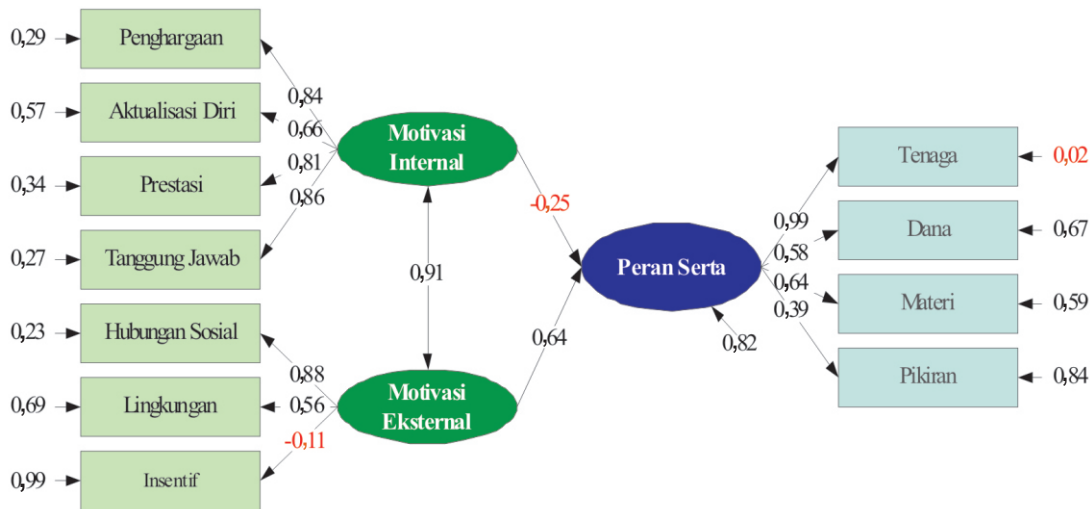 0,29
Penghargaan
0,57
Aktualisasi Diri
0,34
Prestasi
0,27
Tanggung Jawab
0,23
Hubungan Sosial
0,69
Lingkungan
0,99
Insentif
0,84
0,66
0,81
0,86
0,88
0,56
-0,11
Motivasi
Internal
0,91
Motivasi
Eksternal
-0,25
0,64
Peran Serta
0,82
0,99
0,58
0,64
0,39
Tenaga
0,02
Dana
0,67
Materi
0,59
Pikiran
0,84